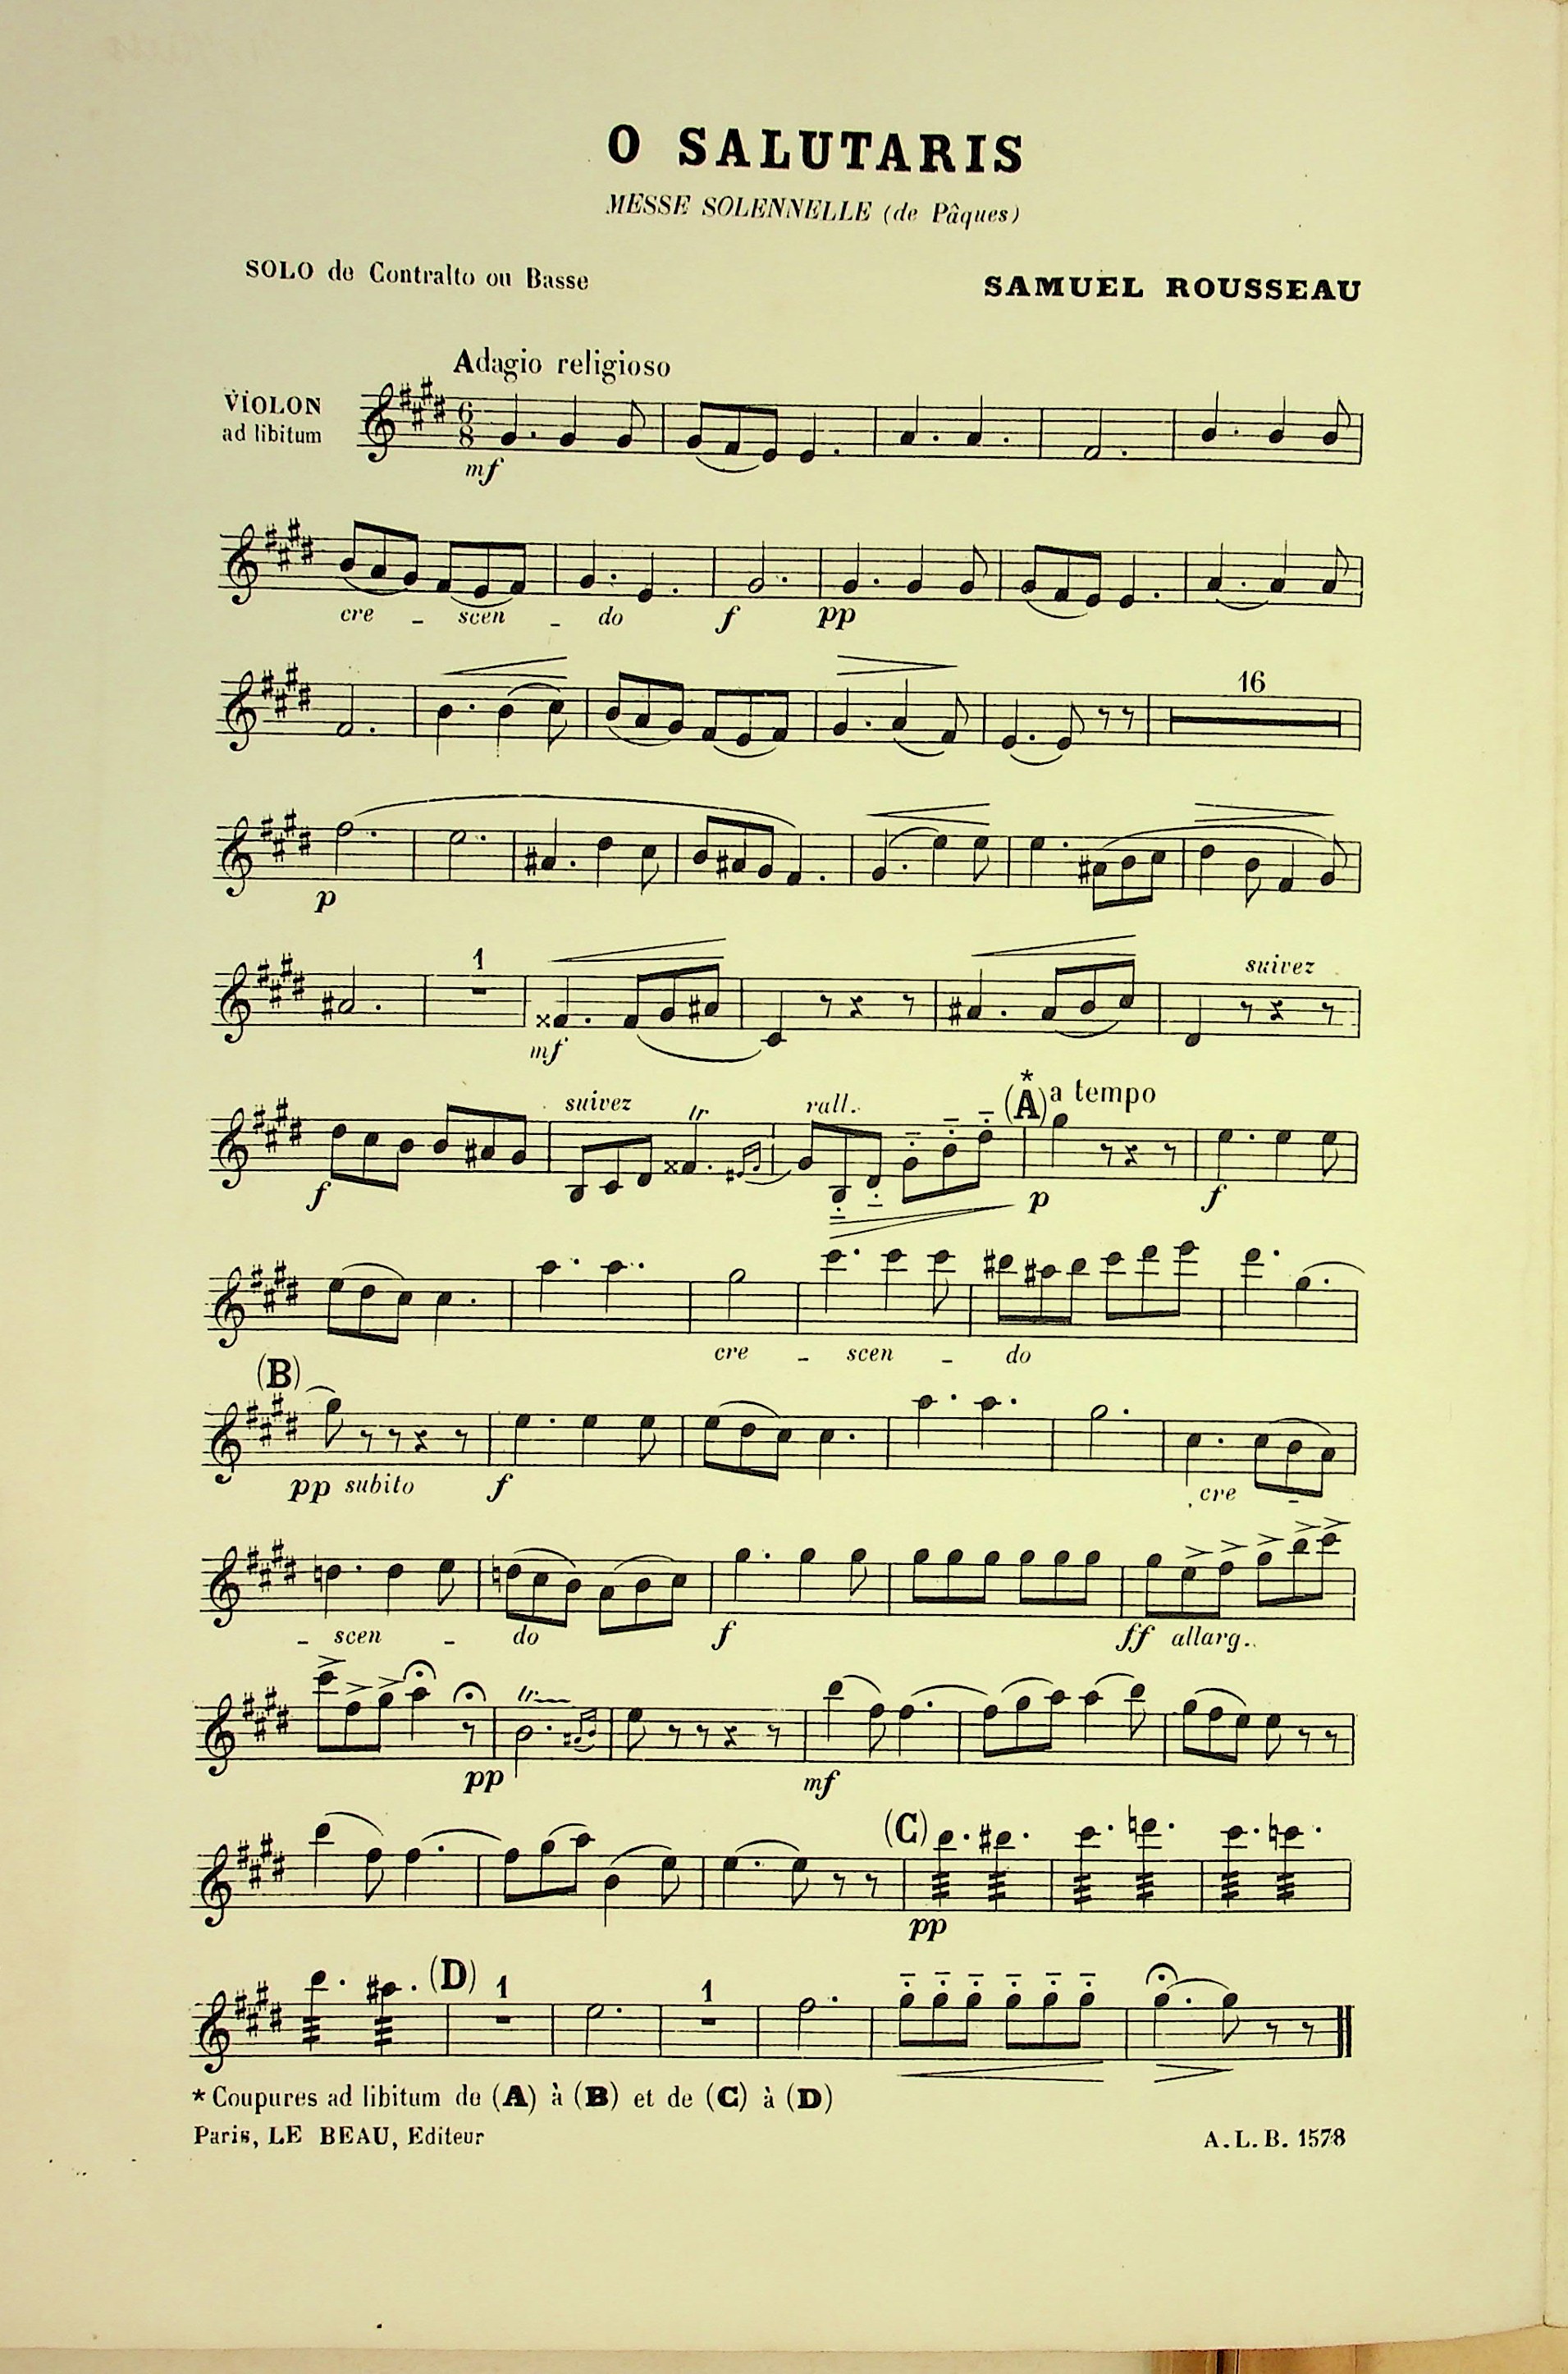 O SALUTARIS
MESSE SOLENNELLE (de Pâques)
SOLO de Contralto ou Basse
SAMUEL ROUSSEAU
Adagio religioso
VIOLON
ad libitum
6
8
mf
cre - scen - do f pp
16
p
1
suivez
mf
suivez tr rall. (A)* a tempo
f p f
cre - scen - do
(B)
pp subito f cre -
- scen - do f ff allarg..
tr
pp mf
(C)
pp
(D) 1 1
* Coupures ad libitum de (A) à (B) et de (C) à (D)
Paris, LE BEAU, Editeur
A. L. B. 1578